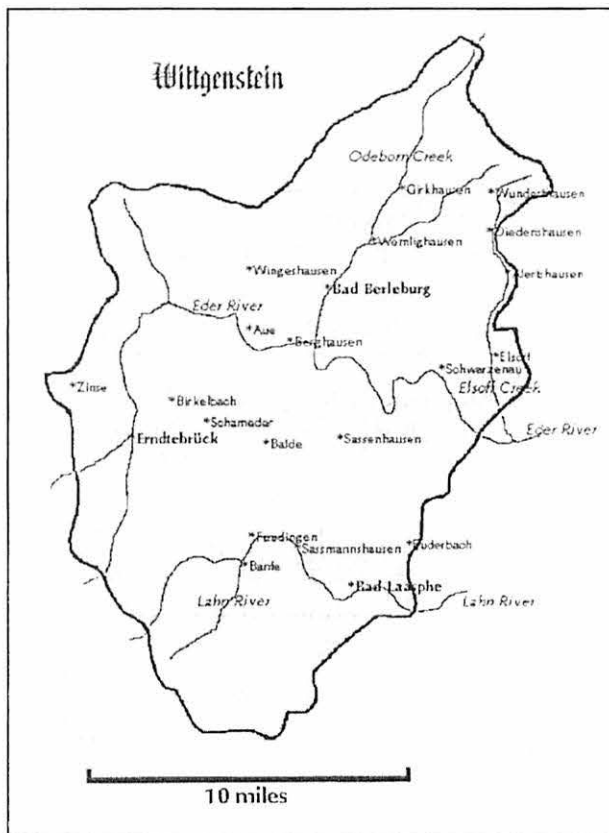 Wittgenstein
Odeborn Creek
*Girkhausen
*Wunderthausen
*Diedenshausen
*Wemlighausen
*Wingeshausen
*Bad Berleburg
Eder River
*Aue
*Berghausen
*Elsoff
*Schwarzenau
*Zinse
Elsoff Creek
*Birkelbach
*Schameder
Eder River
Erndtebrück
*Balde
*Sassenhausen
*Feudingen
*Sassmannshausen
*Banfe
*Bad Laasphe
Lahn River
Lahn River
10 miles